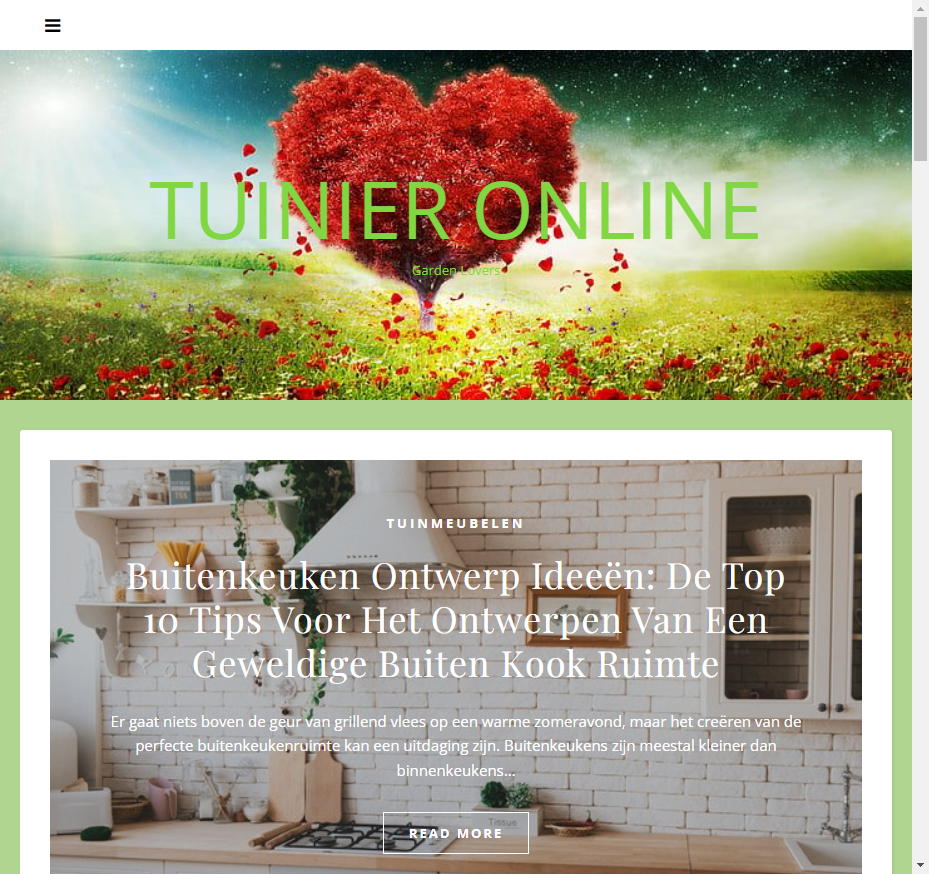 TUINIER ONLINE
Garden Lovers
TUINMEUBELEN
Buitenkeuken Ontwerp Ideeën: De Top
10 Tips Voor Het Ontwerpen Van Een
Geweldige Buiten Kook Ruimte
Er gaat niets boven de geur van grillend vlees op een warme zomeravond, maar het creëren van de
perfecte buitenkeukenruimte kan een uitdaging zijn. Buitenkeukens zijn meestal kleiner dan
binnenkeukens...
Tissue
READ MORE